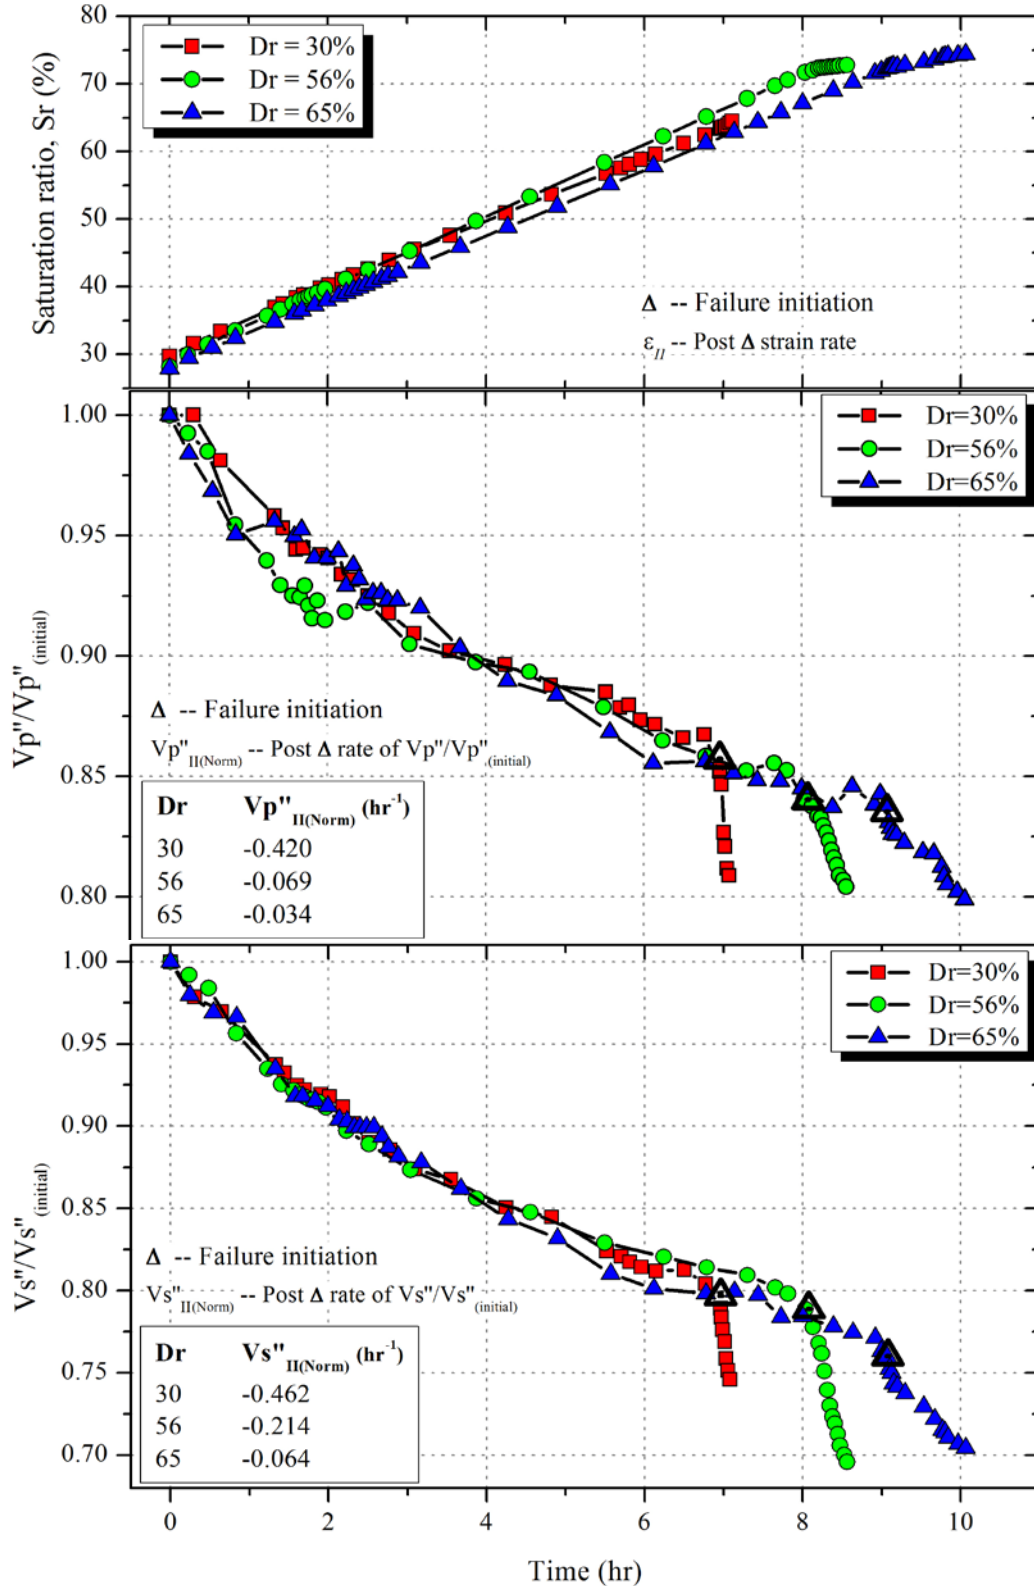 80
70
60
50
40
30
Saturation ratio, Sr (%)
Dr = 30%
Dr = 56%
Dr = 65%
Δ -- Failure initiation
ε_II -- Post Δ strain rate
1.00
0.95
0.90
0.85
0.80
Vp"/Vp"(initial)
Dr=30%
Dr=56%
Dr=65%
Δ -- Failure initiation
Vp"II(Norm) -- Post Δ rate of Vp"/Vp"(initial)
Dr Vp"II(Norm) (hr-1)
30 -0.420
56 -0.069
65 -0.034
1.00
0.95
0.90
0.85
0.80
0.75
0.70
Vs"/Vs"(initial)
Dr=30%
Dr=56%
Dr=65%
Δ -- Failure initiation
Vs"II(Norm) -- Post Δ rate of Vs"/Vs"(initial)
Dr Vs"II(Norm) (hr-1)
30 -0.462
56 -0.214
65 -0.064
0 2 4 6 8 10
Time (hr)